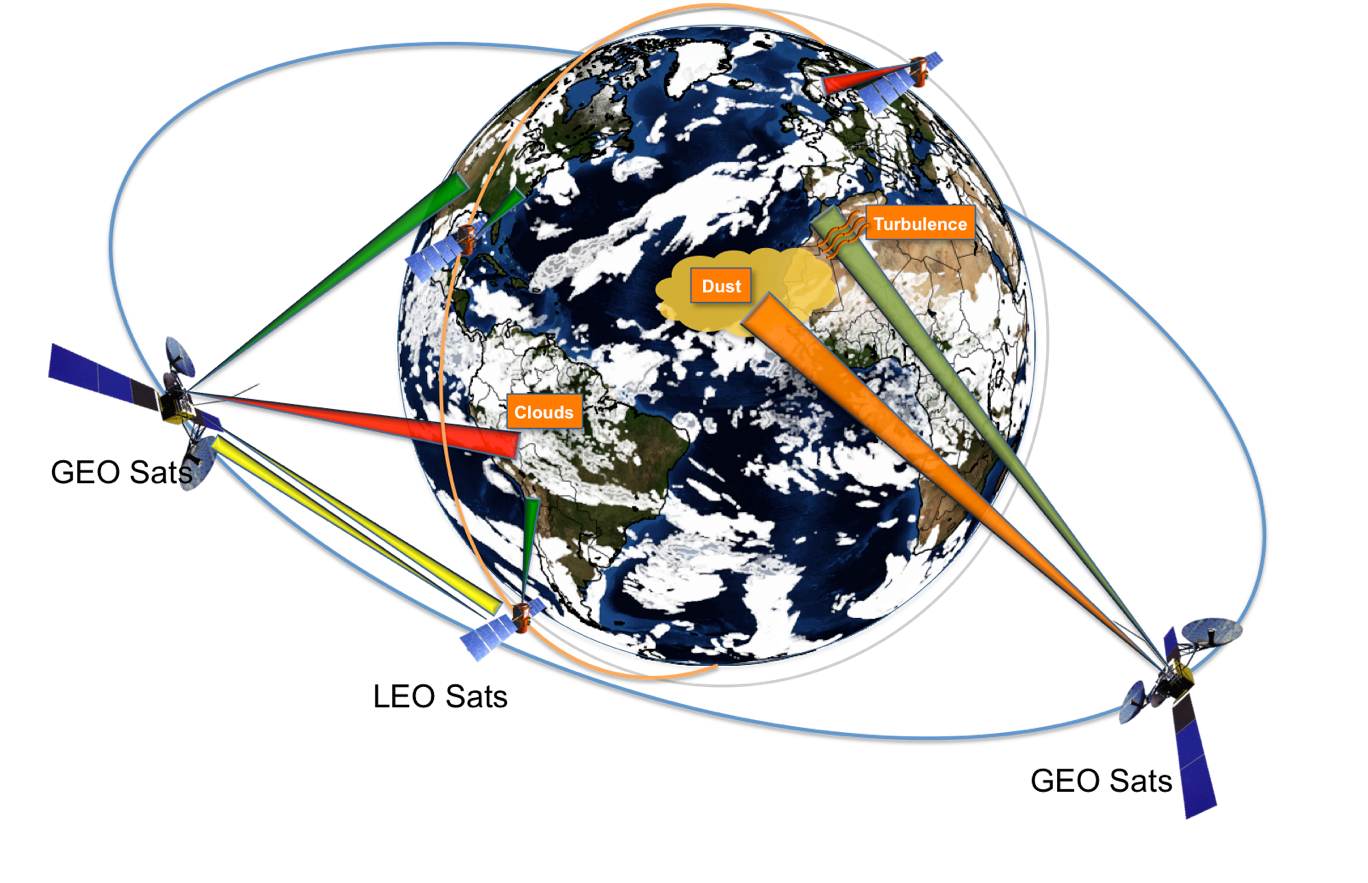 Turbulence
Dust
Clouds
GEO Sats
LEO Sats
GEO Sats